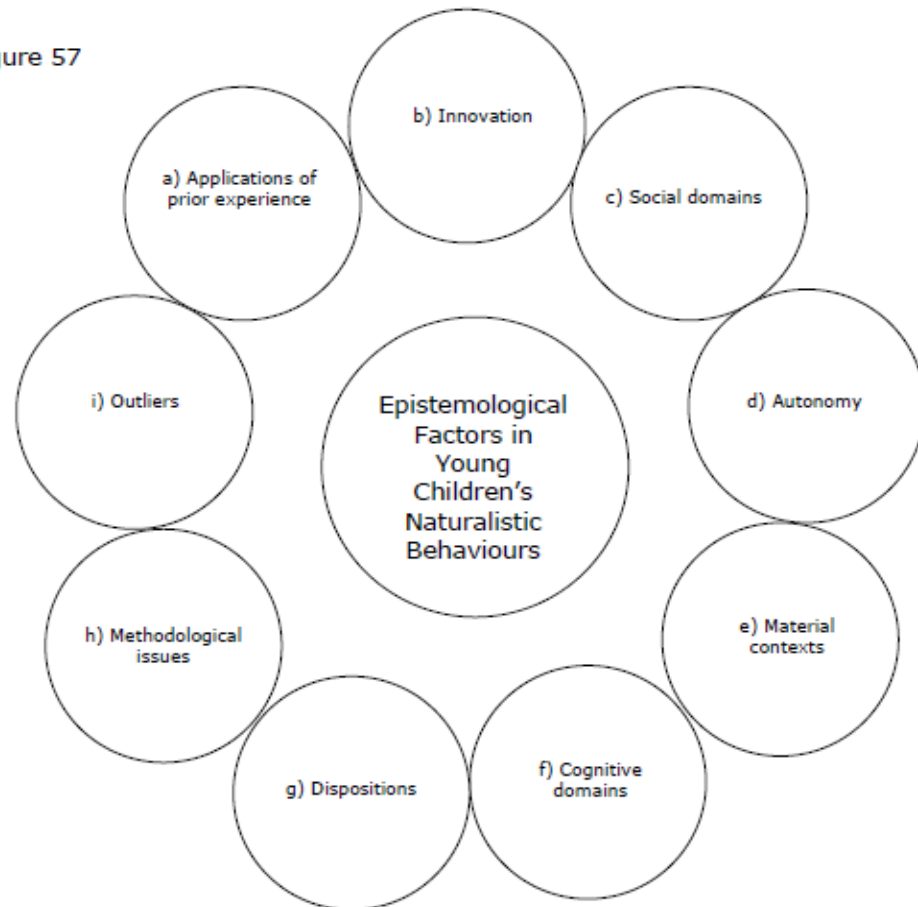 gure 57
b) Innovation
a) Applications of
prior experience
c) Social domains
i) Outliers
d) Autonomy
Epistemological
Factors in
Young
Children's
Naturalistic
Behaviours
h) Methodological
issues
e) Material
contexts
g) Dispositions
f) Cognitive
domains